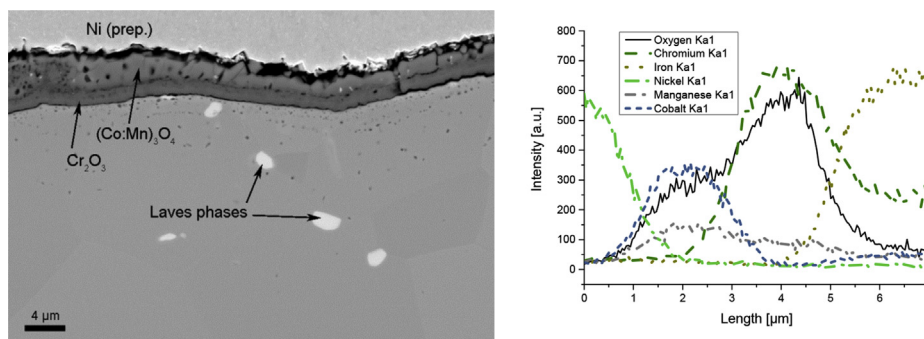 Ni (prep.)
(Co:Mn)₃O₄
Cr₂O₃
Laves phases
4 µm
Intensity [a.u.]
800
700
600
500
400
300
200
100
0
Oxygen Ka1
Chromium Ka1
Iron Ka1
Nickel Ka1
Manganese Ka1
Cobalt Ka1
0 1 2 3 4 5 6
Length [µm]